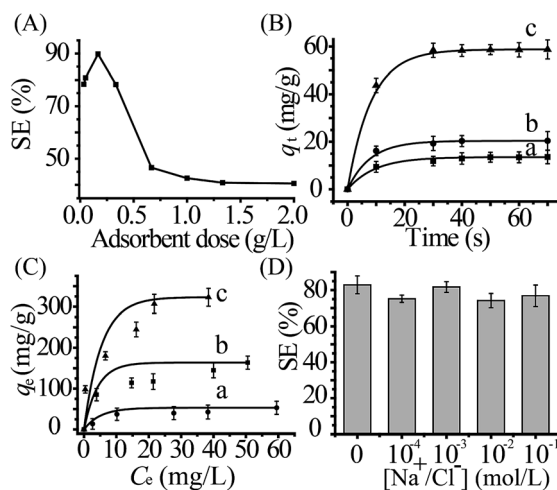 (A)
90
80
60
40
SE (%)
0.0 0.5 1.0 1.5 2.0
Adsorbent dose (g/L)
(B)
60
40
20
0
qt (mg/g)
c
b
a
0 20 40 60
Time (s)
(C)
300
200
100
0
qe (mg/g)
c
b
a
0 10 20 30 40 50 60
Ce (mg/L)
(D)
80
60
40
20
0
SE (%)
0 10-4 10-3 10-2 10-1
[Na+/Cl-] (mol/L)